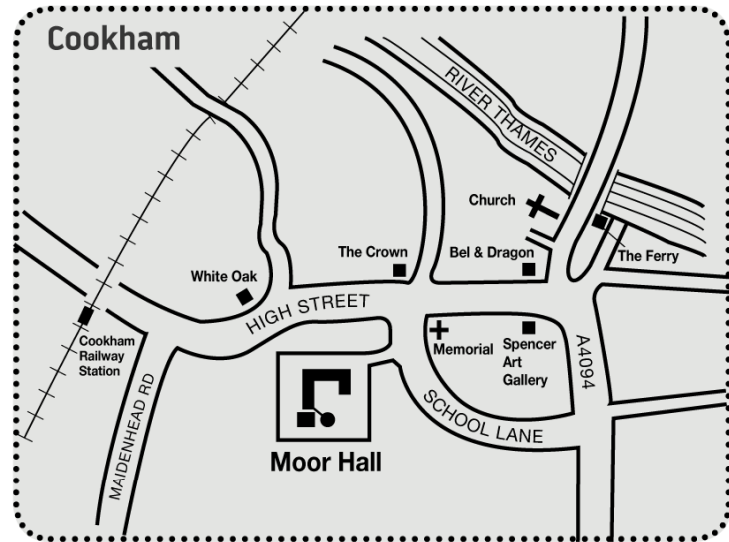 Cookham
RIVER THAMES
Church
The Crown
Bel & Dragon
The Ferry
White Oak
HIGH STREET
Cookham
Railway
Station
Memorial
Spencer
Art
Gallery
A4094
MAIDENHEAD RD
SCHOOL LANE
Moor Hall